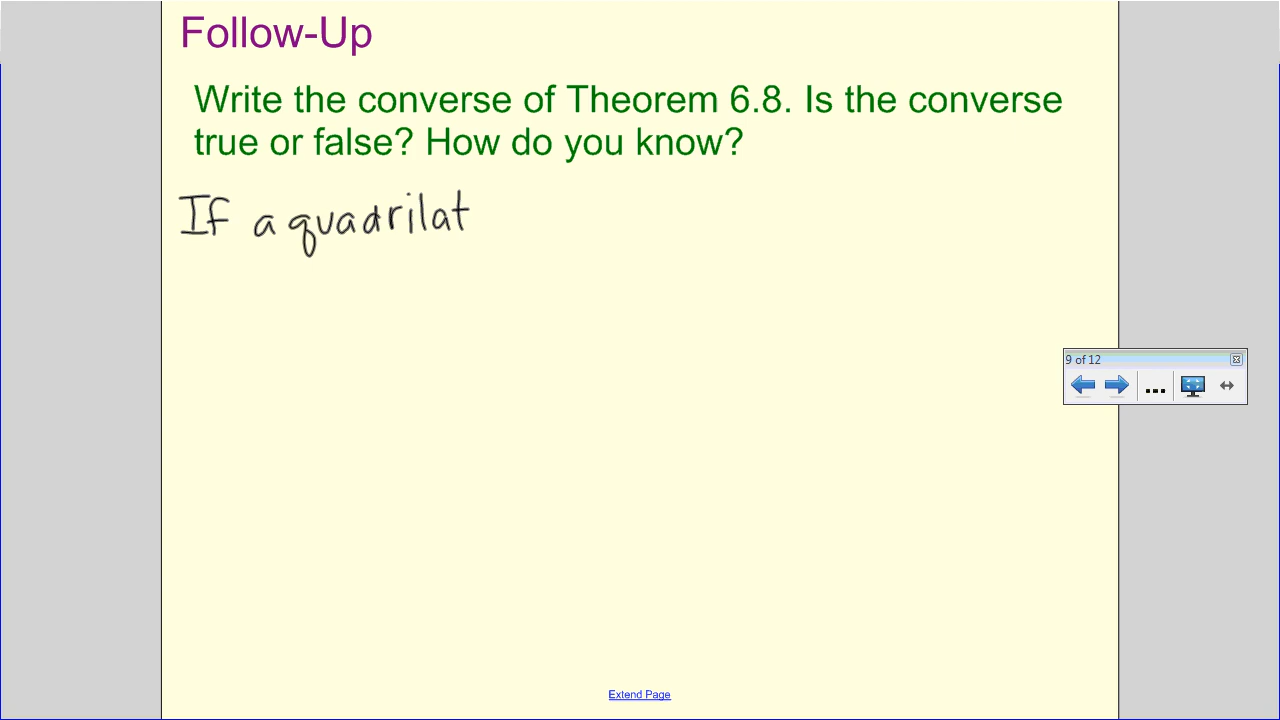 Follow-Up
Write the converse of Theorem 6.8. Is the converse
true or false? How do you know?
If a quadrilat
9 of 12
...
Extend Page